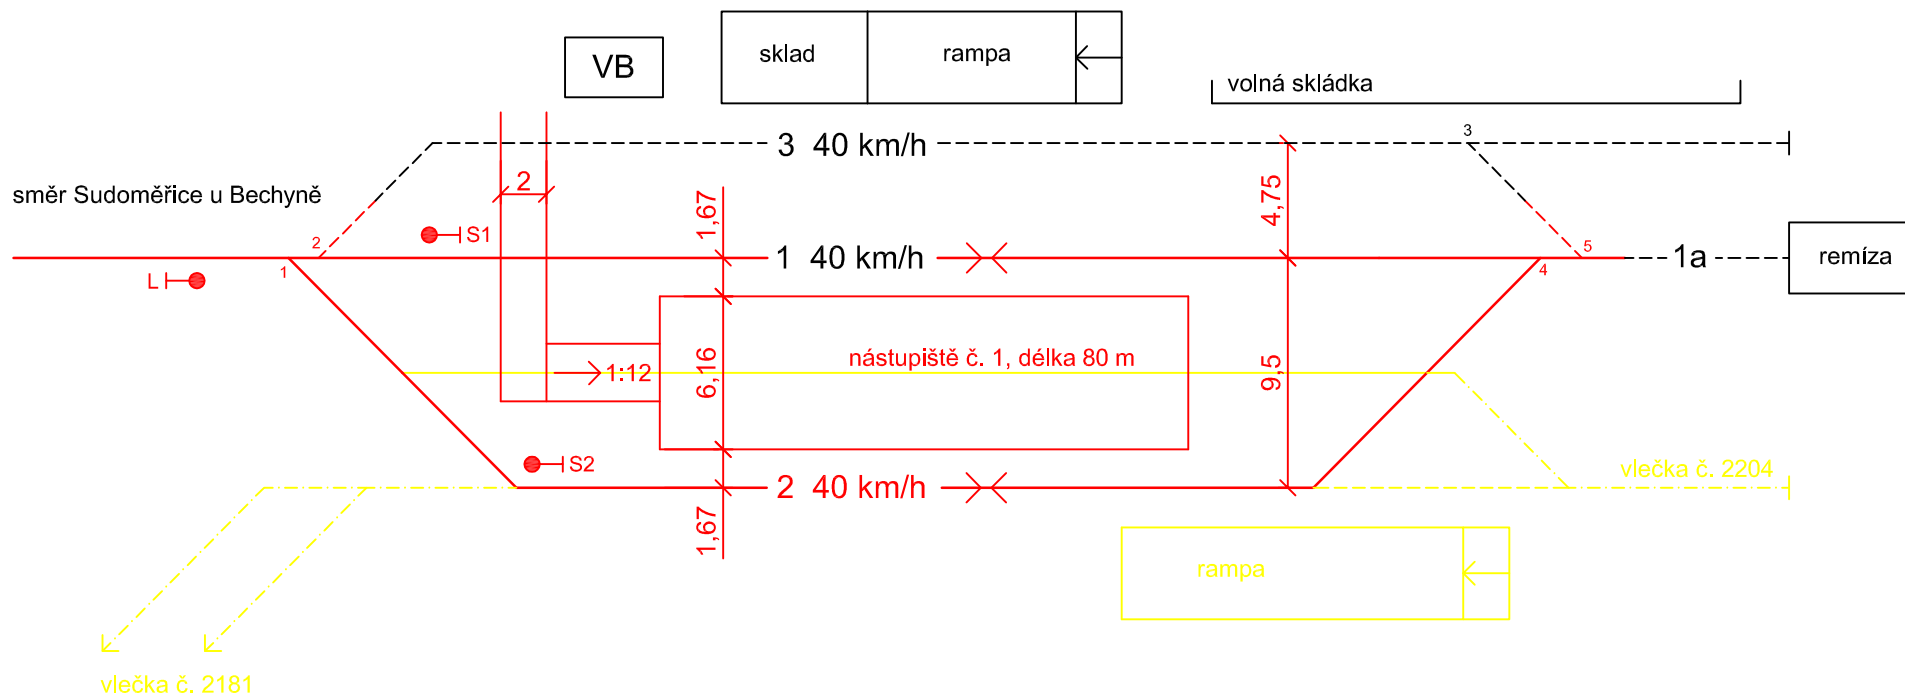 VB
sklad
rampa
volná skládka
3 40 km/h
3
směr Sudoměřice u Bechyně
2
1,67
4,75
S1
2
1
L
1 40 km/h
5
4
1a
remíza
1:12
6,16
nástupiště č. 1, délka 80 m
9,5
S2
2 40 km/h
vlečka č. 2204
1,67
rampa
vlečka č. 2181